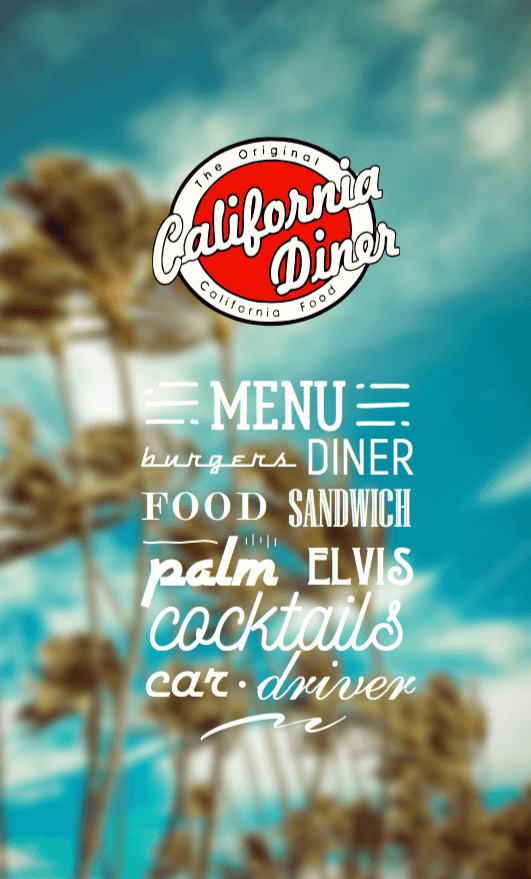 The Original
California
Diner
California Food
MENU
burgers DINER
FOOD SANDWICH
palm ELVIS
cocktails
car · driver